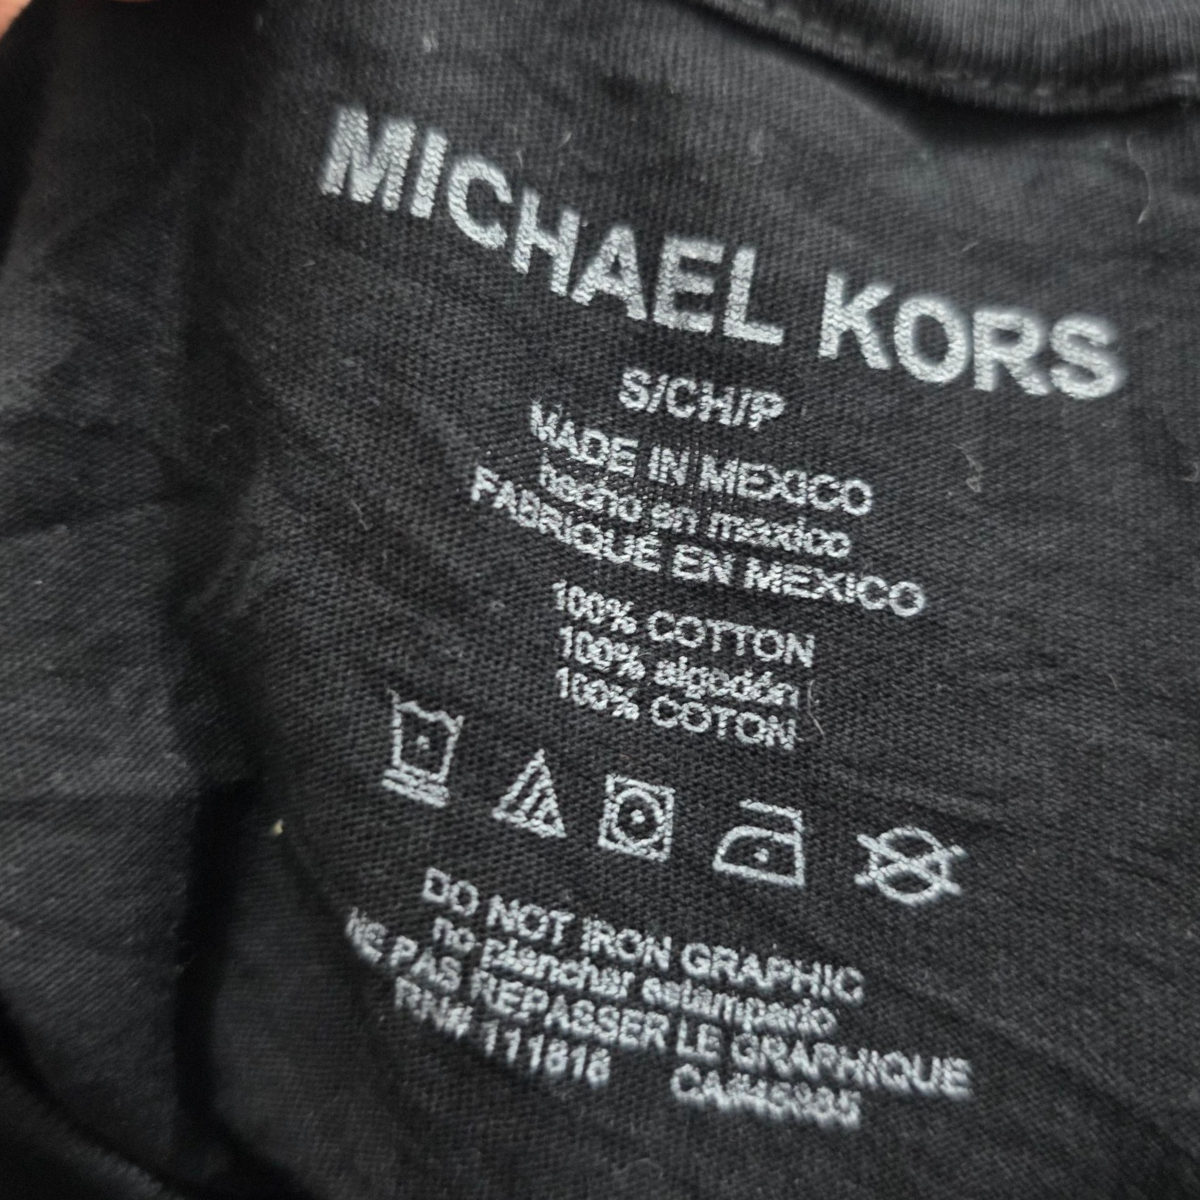 MICHAEL KORS
S/CH/P
MADE IN MEXICO
hecho en mexico
FABRIQUÉ EN MEXICO
100% COTTON
100% algodón
100% COTON
DO NOT IRON GRAPHIC
no planchar estampado
NE PAS REPASSER LE GRAPHIQUE
RN# 111818